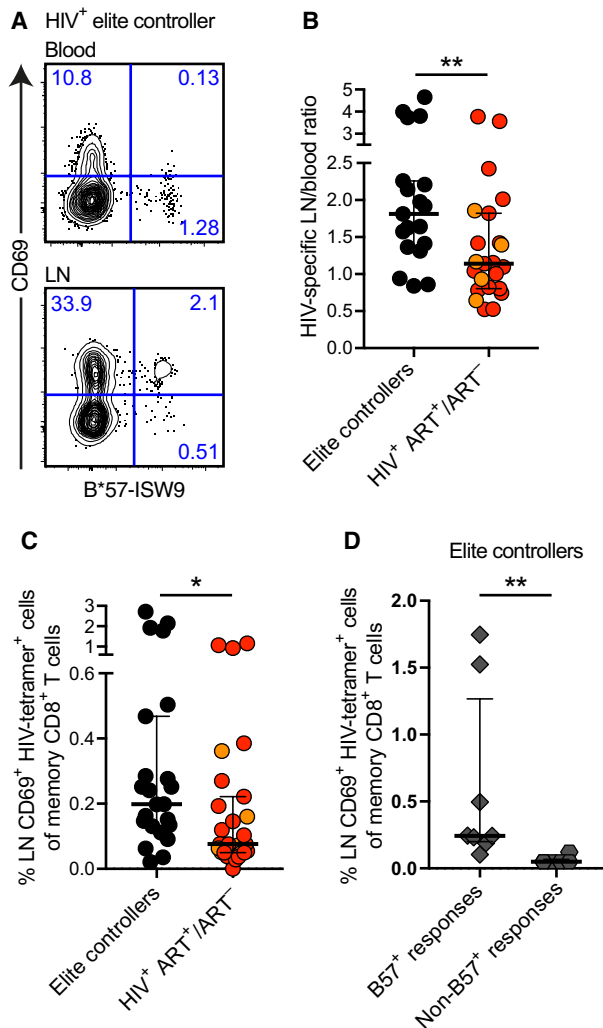 A
HIV⁺ elite controller
Blood
10.8
0.13
1.28
LN
33.9
2.1
0.51
CD69
B*57-ISW9
B
**
HIV-specific LN/blood ratio
5
4
3
2.5
2.0
1.5
1.0
0.5
0.0
Elite controllers
HIV⁺ ART⁺/ART⁻
C
*
% LN CD69⁺ HIV-tetramer⁺ cells
of memory CD8⁺ T cells
3
2
1
0.6
0.4
0.2
0.0
Elite controllers
HIV⁺ ART⁺/ART⁻
D
Elite controllers
**
% LN CD69⁺ HIV-tetramer⁺ cells
of memory CD8⁺ T cells
2.0
1.5
1.0
0.5
0.0
B57⁺ responses
Non-B57⁺ responses